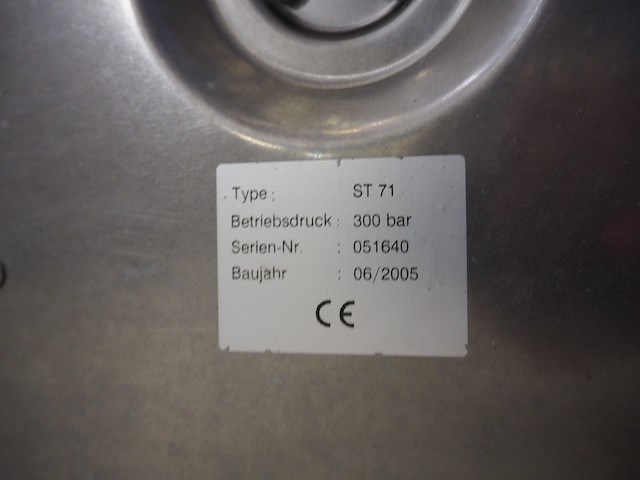 Type : ST 71
Betriebsdruck : 300 bar
Serien-Nr. : 051640
Baujahr : 06/2005
CE